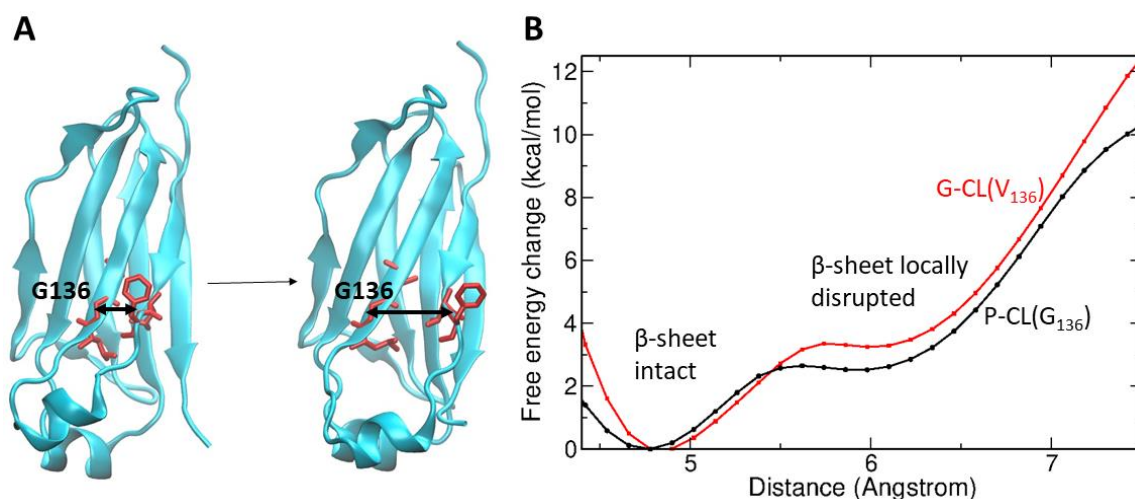 A
G136
G136
B
Free energy change (kcal/mol)
12
10
8
6
4
2
0
G-CL(V₁₃₆)
β-sheet locally
disrupted
P-CL(G₁₃₆)
β-sheet
intact
5 6 7
Distance (Angstrom)